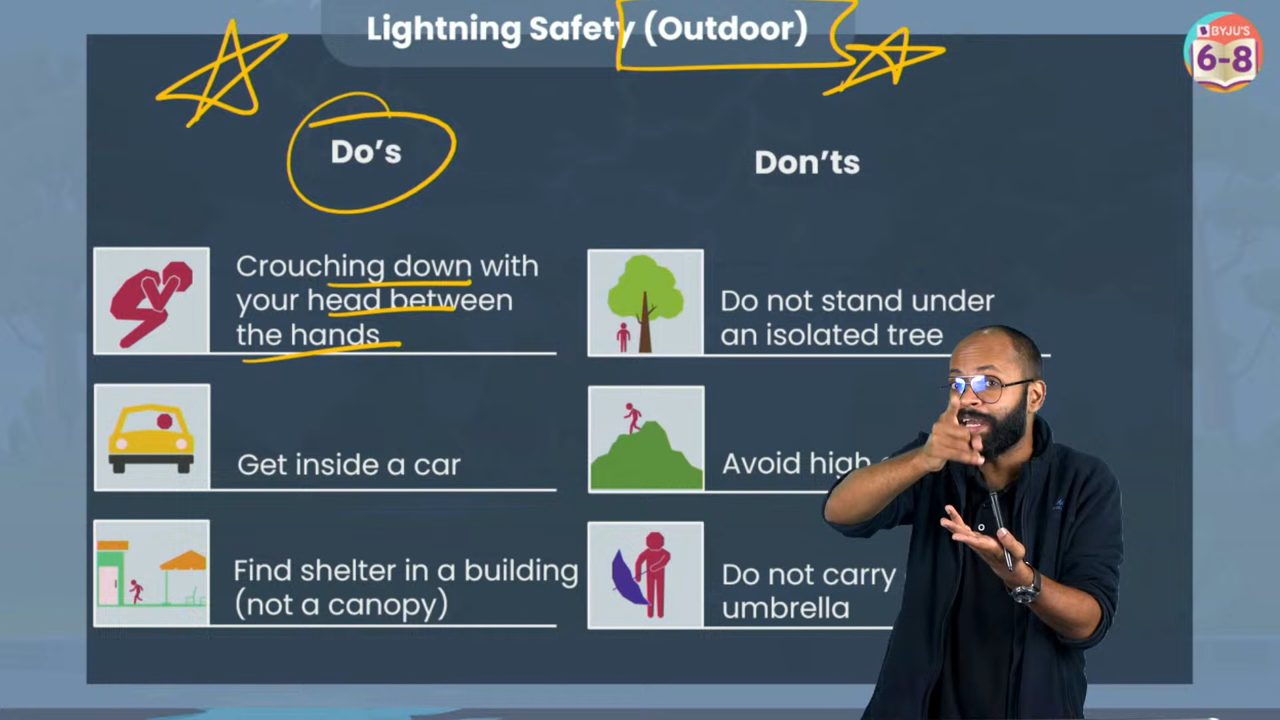 Lightning Safety (Outdoor)
BYJU'S
6-8
Do's
Don'ts
Crouching down with
your head between
the hands
Do not stand under
an isolated tree
Get inside a car
Avoid high
Find shelter in a building
(not a canopy)
Do not carry
umbrella